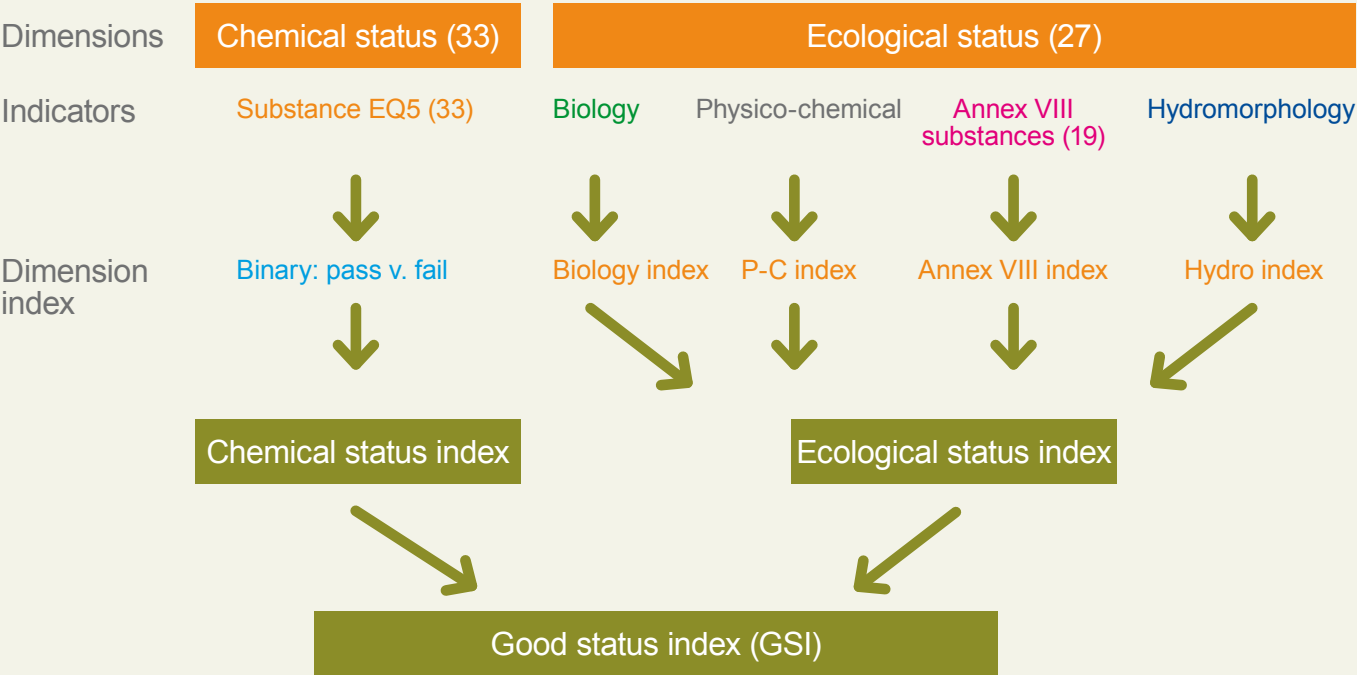 Dimensions
Chemical status (33)
Ecological status (27)
Indicators
Substance EQ5 (33)
Biology
Physico-chemical
Annex VIII
substances (19)
Hydromorphology
Dimension
index
Binary: pass v. fail
Biology index
P-C index
Annex VIII index
Hydro index
Chemical status index
Ecological status index
Good status index (GSI)